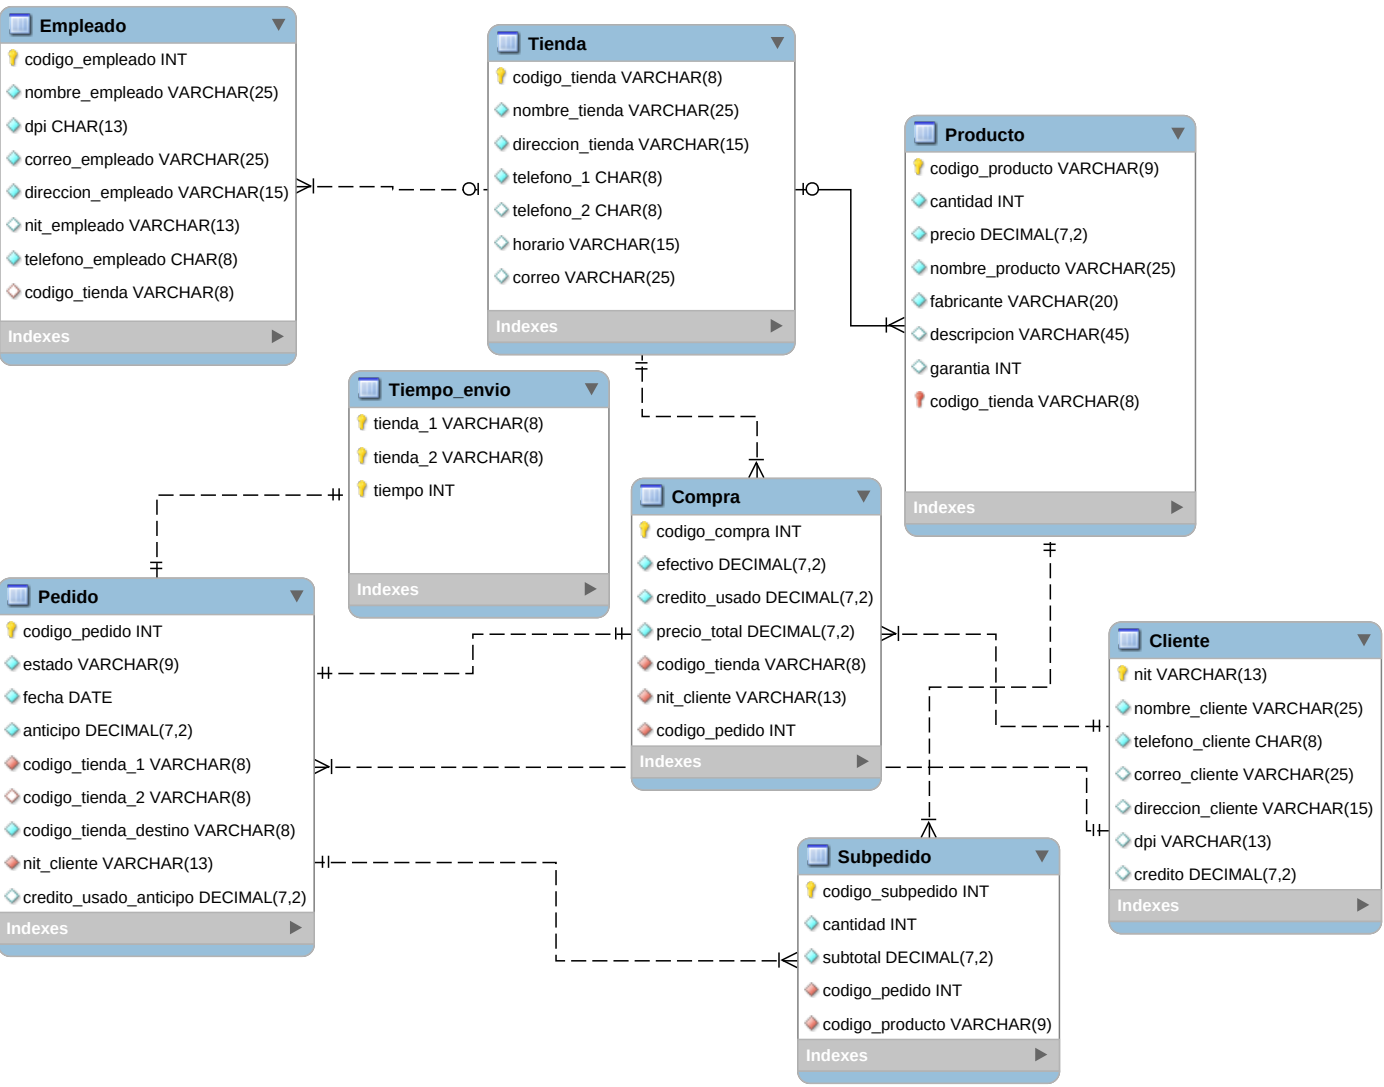 Empleado
codigo_empleado INT
nombre_empleado VARCHAR(25)
dpi CHAR(13)
correo_empleado VARCHAR(25)
direccion_empleado VARCHAR(15)
nit_empleado VARCHAR(13)
telefono_empleado CHAR(8)
codigo_tienda VARCHAR(8)
Indexes
Tienda
codigo_tienda VARCHAR(8)
nombre_tienda VARCHAR(25)
direccion_tienda VARCHAR(15)
telefono_1 CHAR(8)
telefono_2 CHAR(8)
horario VARCHAR(15)
correo VARCHAR(25)
Indexes
Producto
codigo_producto VARCHAR(9)
cantidad INT
precio DECIMAL(7,2)
nombre_producto VARCHAR(25)
fabricante VARCHAR(20)
descripcion VARCHAR(45)
garantia INT
codigo_tienda VARCHAR(8)
Indexes
Tiempo_envio
tienda_1 VARCHAR(8)
tienda_2 VARCHAR(8)
tiempo INT
Indexes
Compra
codigo_compra INT
efectivo DECIMAL(7,2)
credito_usado DECIMAL(7,2)
precio_total DECIMAL(7,2)
codigo_tienda VARCHAR(8)
nit_cliente VARCHAR(13)
codigo_pedido INT
Indexes
Pedido
codigo_pedido INT
estado VARCHAR(9)
fecha DATE
anticipo DECIMAL(7,2)
codigo_tienda_1 VARCHAR(8)
codigo_tienda_2 VARCHAR(8)
codigo_tienda_destino VARCHAR(8)
nit_cliente VARCHAR(13)
credito_usado_anticipo DECIMAL(7,2)
Indexes
Cliente
nit VARCHAR(13)
nombre_cliente VARCHAR(25)
telefono_cliente CHAR(8)
correo_cliente VARCHAR(25)
direccion_cliente VARCHAR(15)
dpi VARCHAR(13)
credito DECIMAL(7,2)
Indexes
Subpedido
codigo_subpedido INT
cantidad INT
subtotal DECIMAL(7,2)
codigo_pedido INT
codigo_producto VARCHAR(9)
Indexes